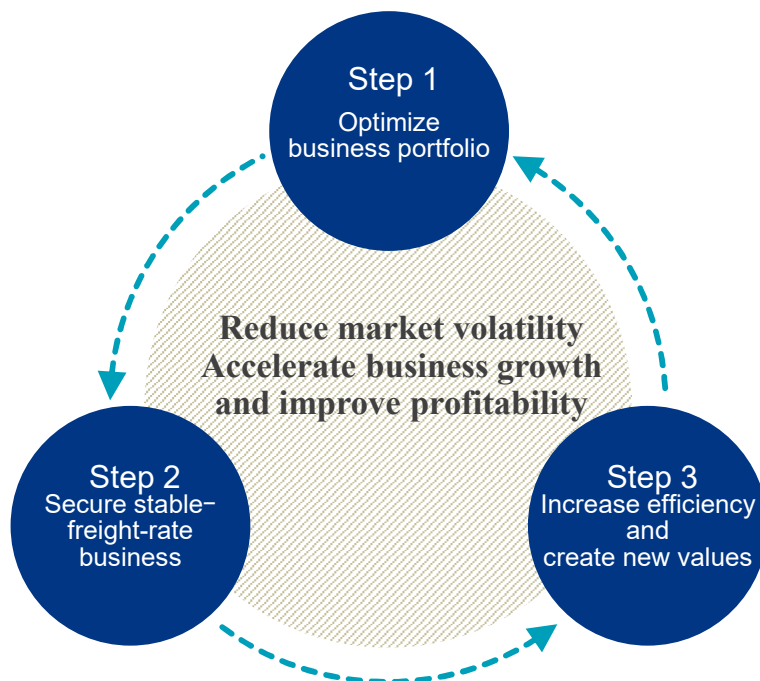 Step 1
Optimize
business portfolio
Reduce market volatility
Accelerate business growth
and improve profitability
Step 2
Secure stable−
freight-rate
business
Step 3
Increase efficiency
and
create new values